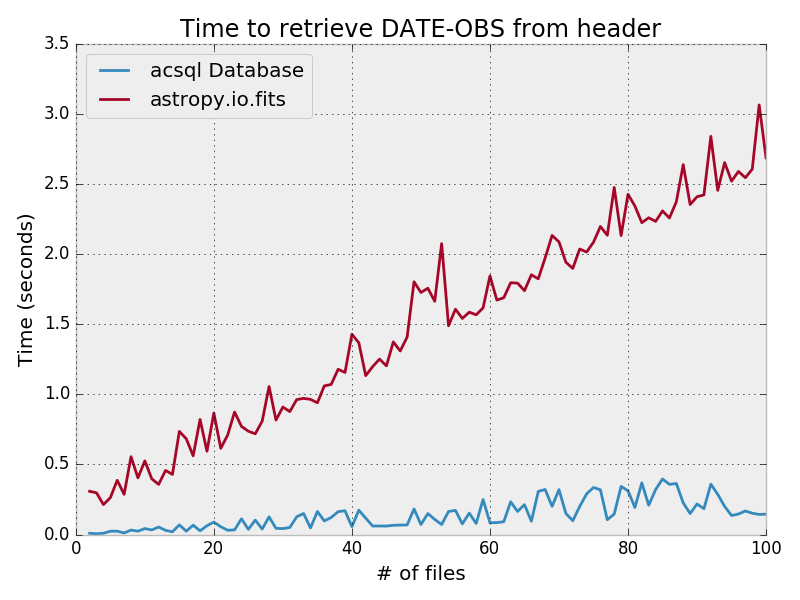 Time to retrieve DATE-OBS from header
3.5
acsql Database
astropy.io.fits
3.0
2.5
2.0
1.5
1.0
0.5
0.0
Time (seconds)
0 20 40 60 80 100
# of files